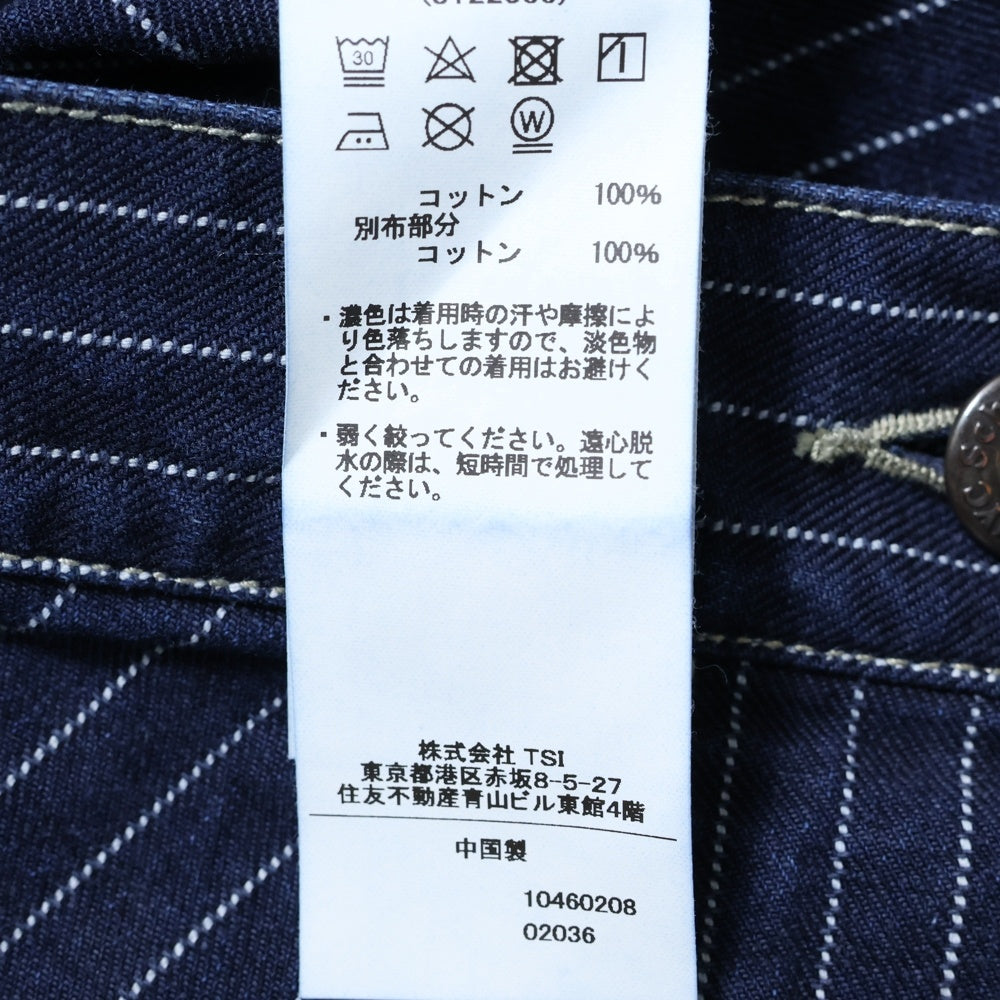 30
W
コットン 100%
別布部分
コットン 100%
・濃色は着用時の汗や摩擦によ
り色落ちしますので、淡色物
と合わせての着用はお避けく
ださい。
・弱く絞ってください。遠心脱
水の際は、短時間で処理して
ください。
株式会社 TSI
東京都港区赤坂8-5-27
住友不動産青山ビル東館4階
中国製
10460208
02036